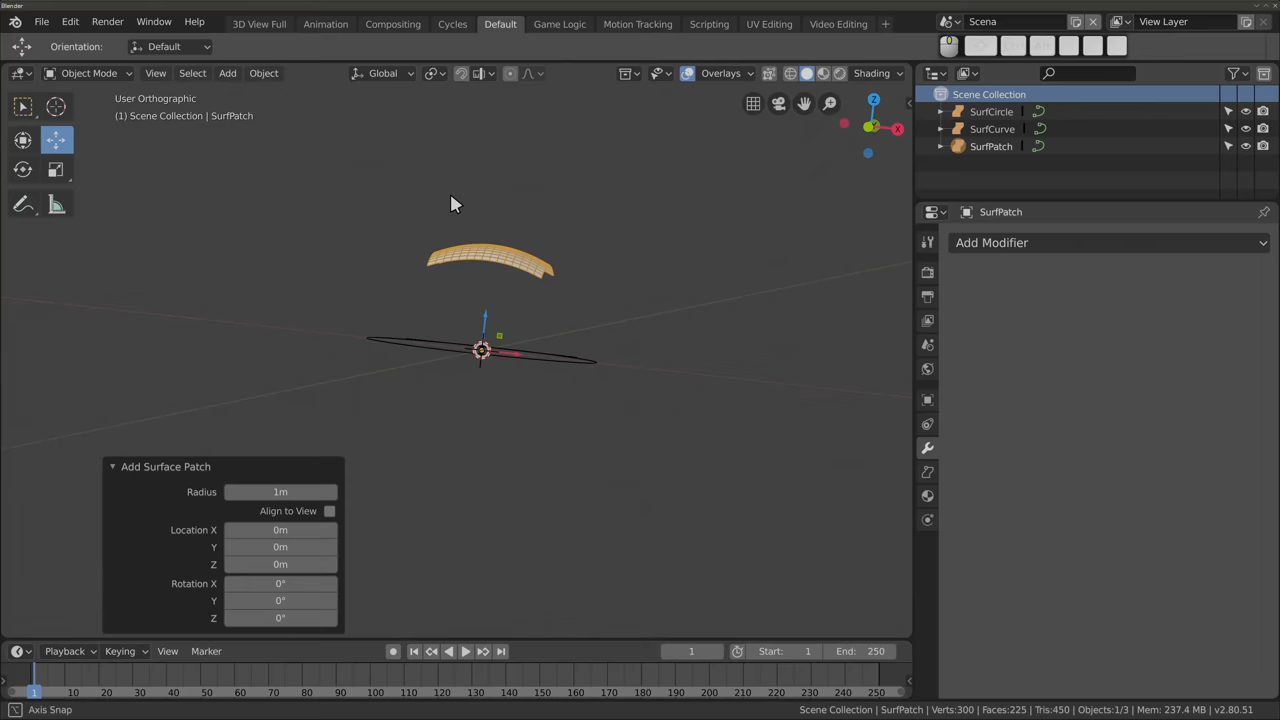 Blender
File Edit Render Window Help 3D View Full Animation Compositing Cycles Default Game Logic Motion Tracking Scripting UV Editing Video Editing + Scena View Layer
Orientation: Default
Object Mode View Select Add Object Global Overlays Shading
User Orthographic
(1) Scene Collection | SurfPatch
Z
X
Y
Scene Collection
SurfCircle
SurfCurve
SurfPatch
SurfPatch
Add Modifier
Add Surface Patch
Radius 1m
Align to View
Location X 0m
Y 0m
Z 0m
Rotation X 0°
Y 0°
Z 0°
Playback Keying View Marker 1 Start: 1 End: 250
1 10 20 30 40 50 60 70 80 90 100 110 120 130 140 150 160 170 180 190 200 210 220 230 240 250
Axis Snap Scene Collection | SurfPatch | Verts:300 | Faces:225 | Tris:450 | Objects:1/3 | Mem: 237.4 MB | v2.80.51